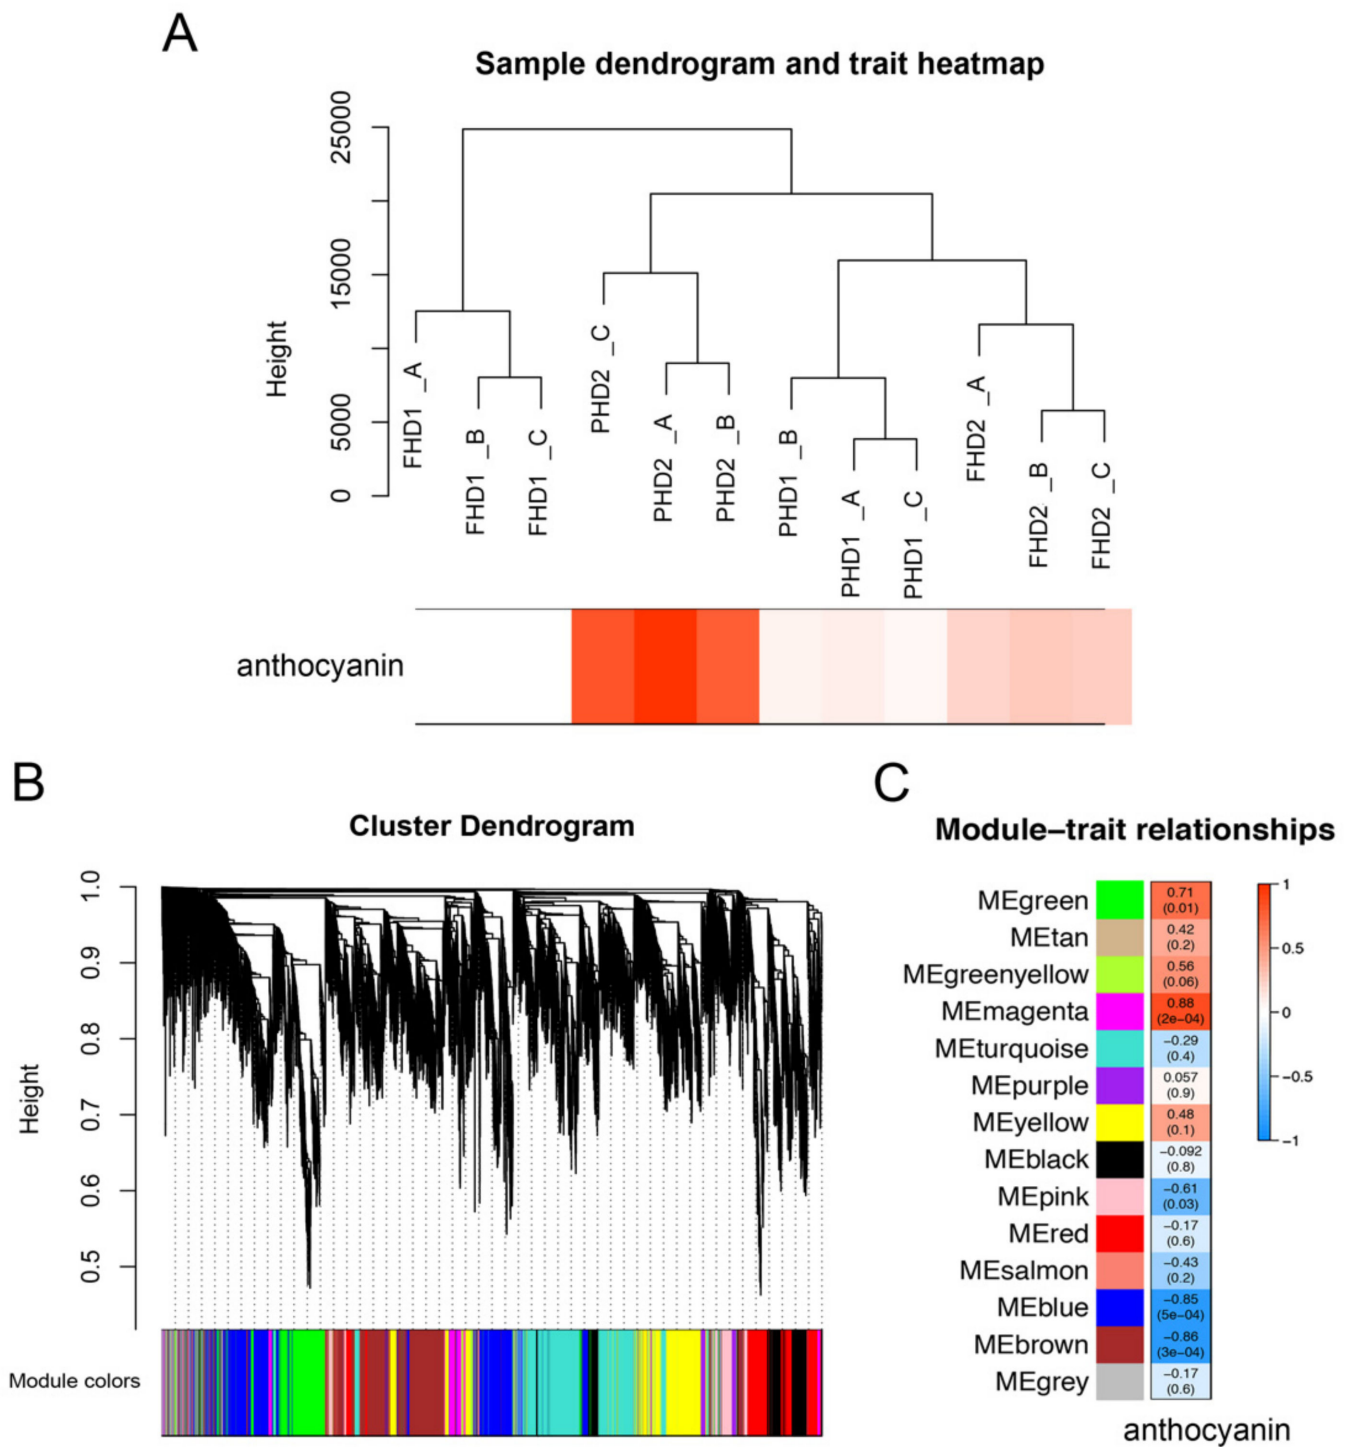 A
Sample dendrogram and trait heatmap
Height
25000
15000
5000
0
FHD1 _A
FHD1 _B
FHD1 _C
PHD2 _C
PHD2 _A
PHD2 _B
PHD1 _B
PHD1 _A
PHD1 _C
FHD2 _A
FHD2 _B
FHD2 _C
anthocyanin
B
Cluster Dendrogram
Height
1.0
0.9
0.8
0.7
0.6
0.5
Module colors
C
Module–trait relationships
MEgreen
0.71
(0.01)
MEtan
0.42
(0.2)
MEgreenyellow
0.56
(0.06)
MEmagenta
0.88
(2e−04)
MEturquoise
−0.29
(0.4)
MEpurple
0.057
(0.9)
MEyellow
0.48
(0.1)
MEblack
−0.092
(0.8)
MEpink
−0.61
(0.03)
MEred
−0.17
(0.6)
MEsalmon
−0.43
(0.2)
MEblue
−0.85
(5e−04)
MEbrown
−0.86
(3e−04)
MEgrey
−0.17
(0.6)
1
0.5
0
−0.5
−1
anthocyanin